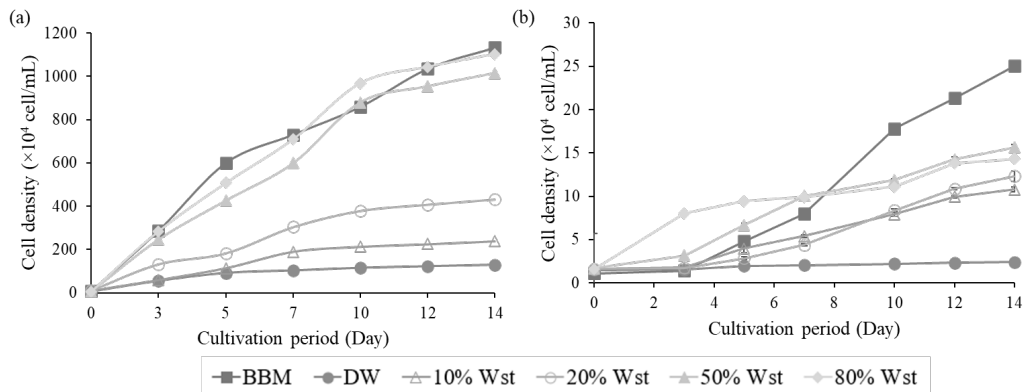 (a)
Cell density (×10⁴ cell/mL)
1200
1000
800
600
400
200
0
0 3 5 7 10 12 14
Cultivation period (Day)
(b)
Cell density (×10⁴ cell/mL)
30
25
20
15
10
5
0
0 2 4 6 8 10 12 14
Cultivation period (Day)
BBM DW 10% Wst 20% Wst 50% Wst 80% Wst